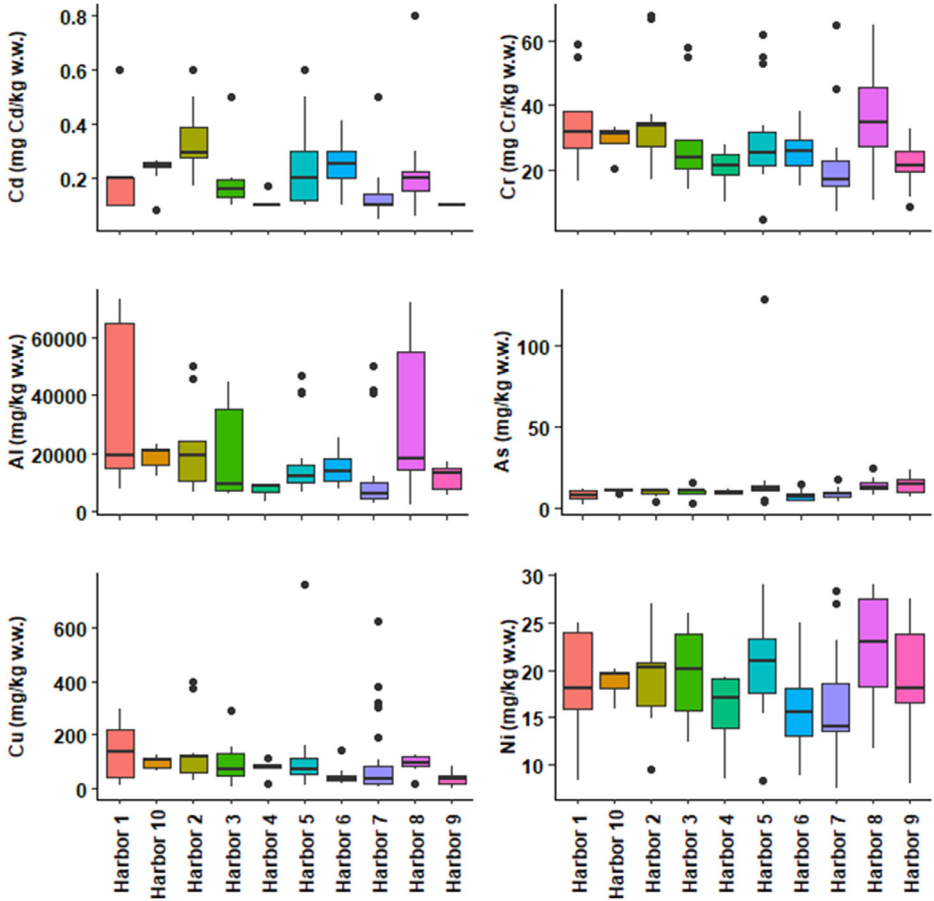 Cd (mg Cd/kg w.w.)
0.8
0.6
0.4
0.2
Cr (mg Cr/kg w.w.)
60
40
20
Al (mg/kg w.w.)
60000
40000
20000
0
As (mg/kg w.w.)
100
50
0
Cu (mg/kg w.w.)
600
400
200
0
Harbor 1
Harbor 10
Harbor 2
Harbor 3
Harbor 4
Harbor 5
Harbor 6
Harbor 7
Harbor 8
Harbor 9
Ni (mg/kg w.w.)
30
25
20
15
10
Harbor 1
Harbor 10
Harbor 2
Harbor 3
Harbor 4
Harbor 5
Harbor 6
Harbor 7
Harbor 8
Harbor 9